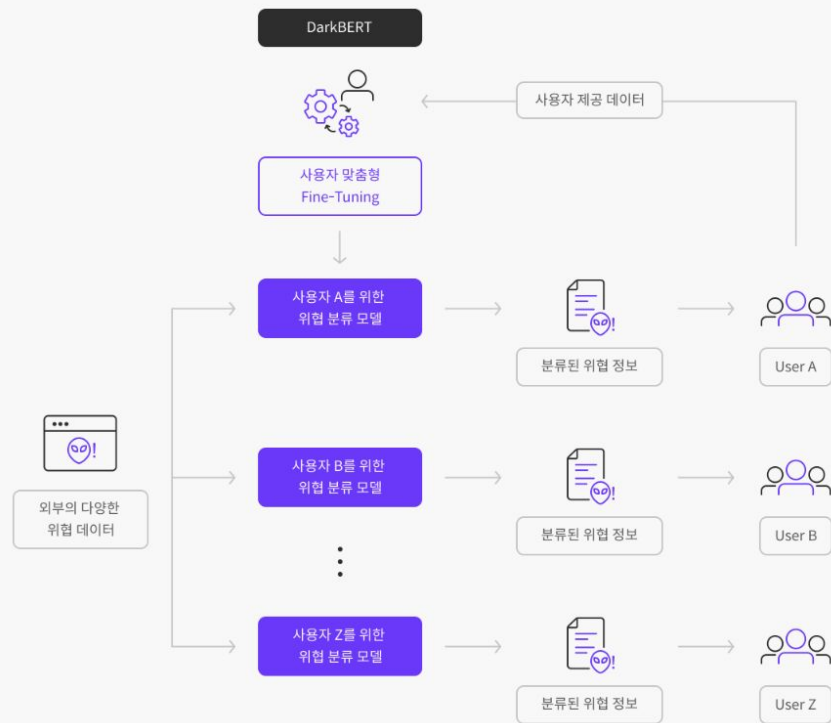 DarkBERT
사용자 제공 데이터
사용자 맞춤형
Fine-Tuning
사용자 A를 위한
위협 분류 모델
분류된 위협 정보
User A
외부의 다양한
위협 데이터
사용자 B를 위한
위협 분류 모델
분류된 위협 정보
User B
사용자 Z를 위한
위협 분류 모델
분류된 위협 정보
User Z